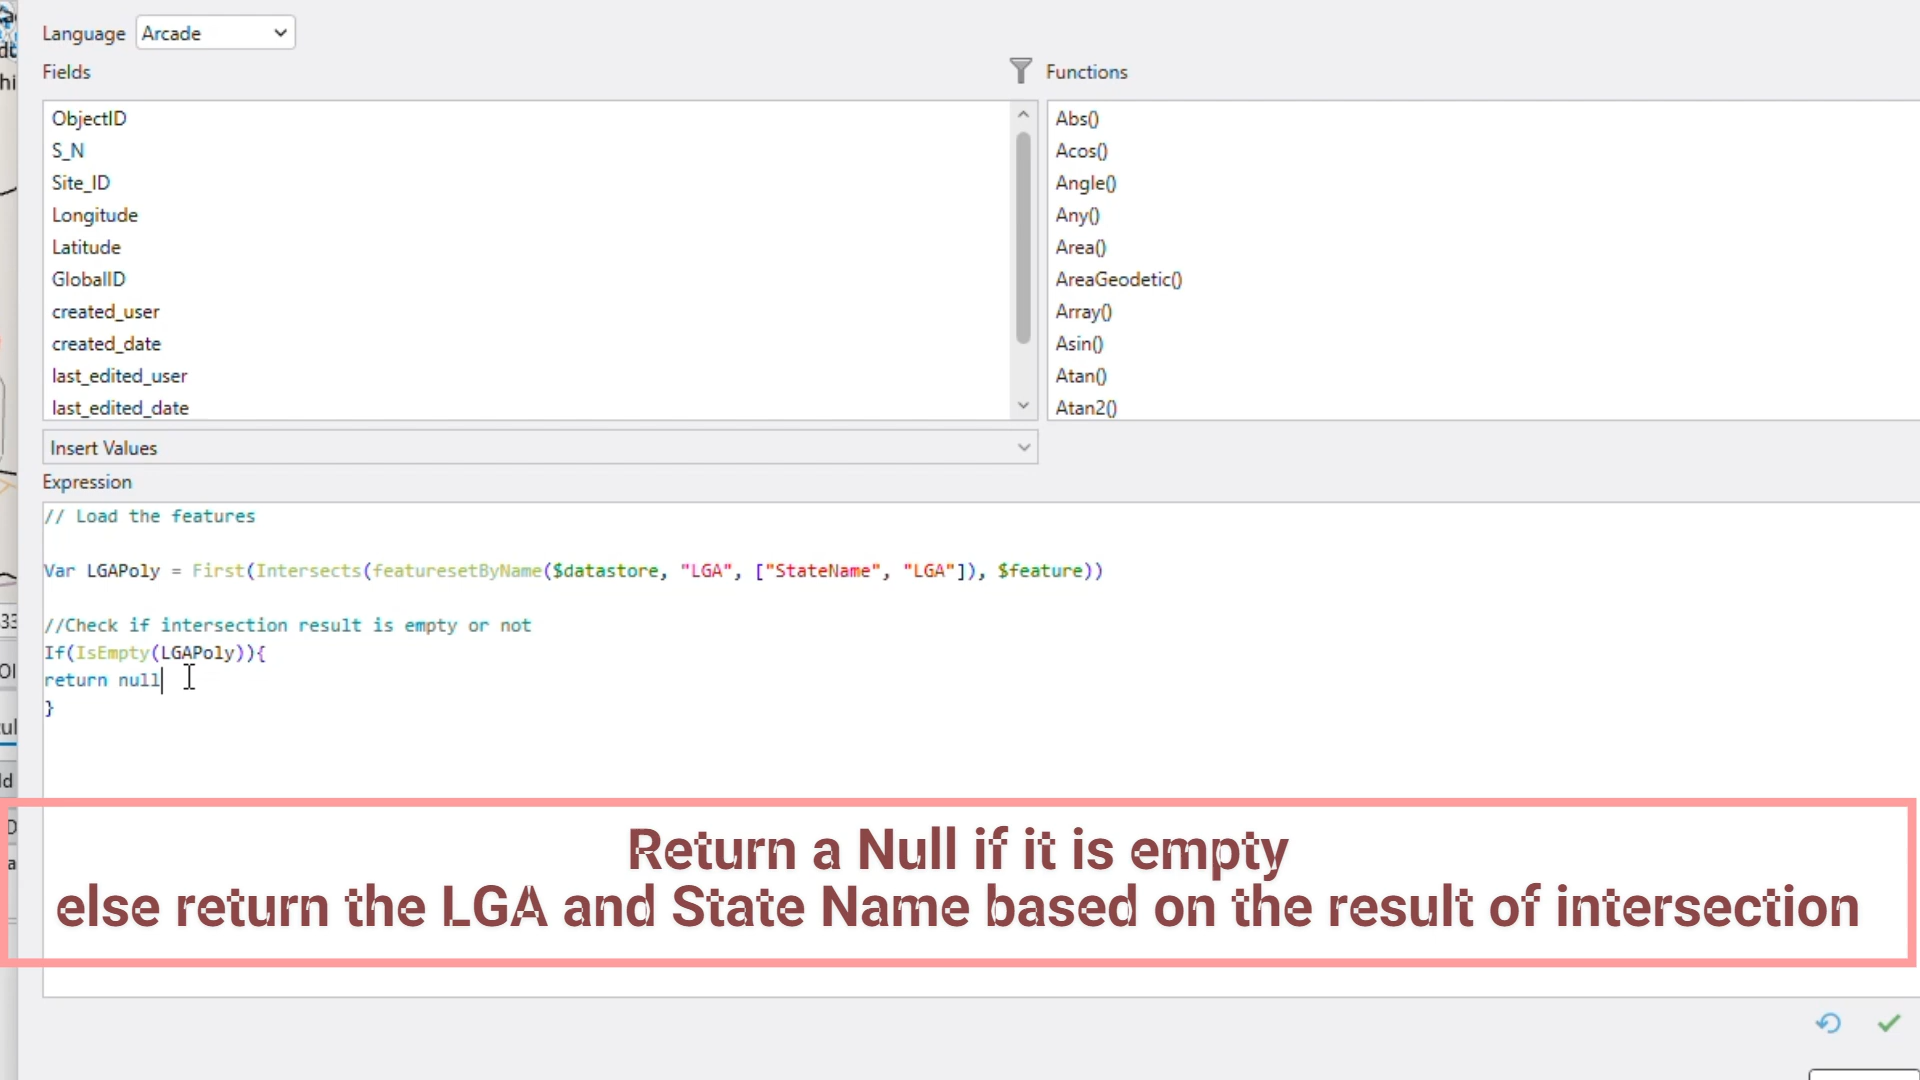 Language Arcade
Fields
Functions
ObjectID
S_N
Site_ID
Longitude
Latitude
GlobalID
created_user
created_date
last_edited_user
last_edited_date
Abs()
Acos()
Angle()
Any()
Area()
AreaGeodetic()
Array()
Asin()
Atan()
Atan2()
Insert Values
Expression
// Load the features
Var LGAPoly = First(Intersects(featuresetByName($datastore, "LGA", ["StateName", "LGA"]), $feature))
//Check if intersection result is empty or not
If(IsEmpty(LGAPoly)){
return null
}
Return a Null if it is empty
else return the LGA and State Name based on the result of intersection